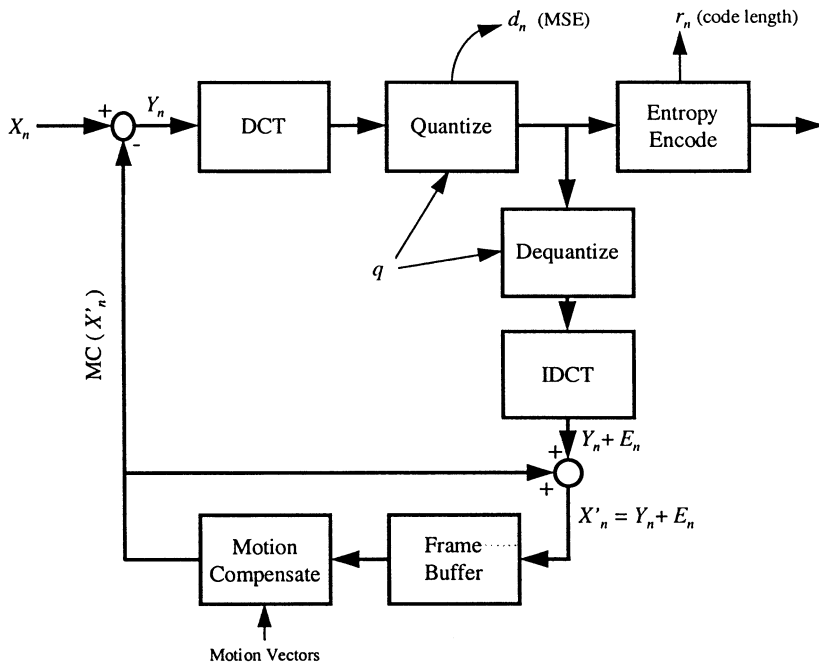 d_n (MSE)
r_n (code length)
X_n
+
-
Y_n
DCT
Quantize
Entropy
Encode
q
Dequantize
MC (X'_n)
IDCT
Y_n + E_n
+
+
X'_n = Y_n + E_n
Motion
Compensate
Frame
Buffer
Motion Vectors